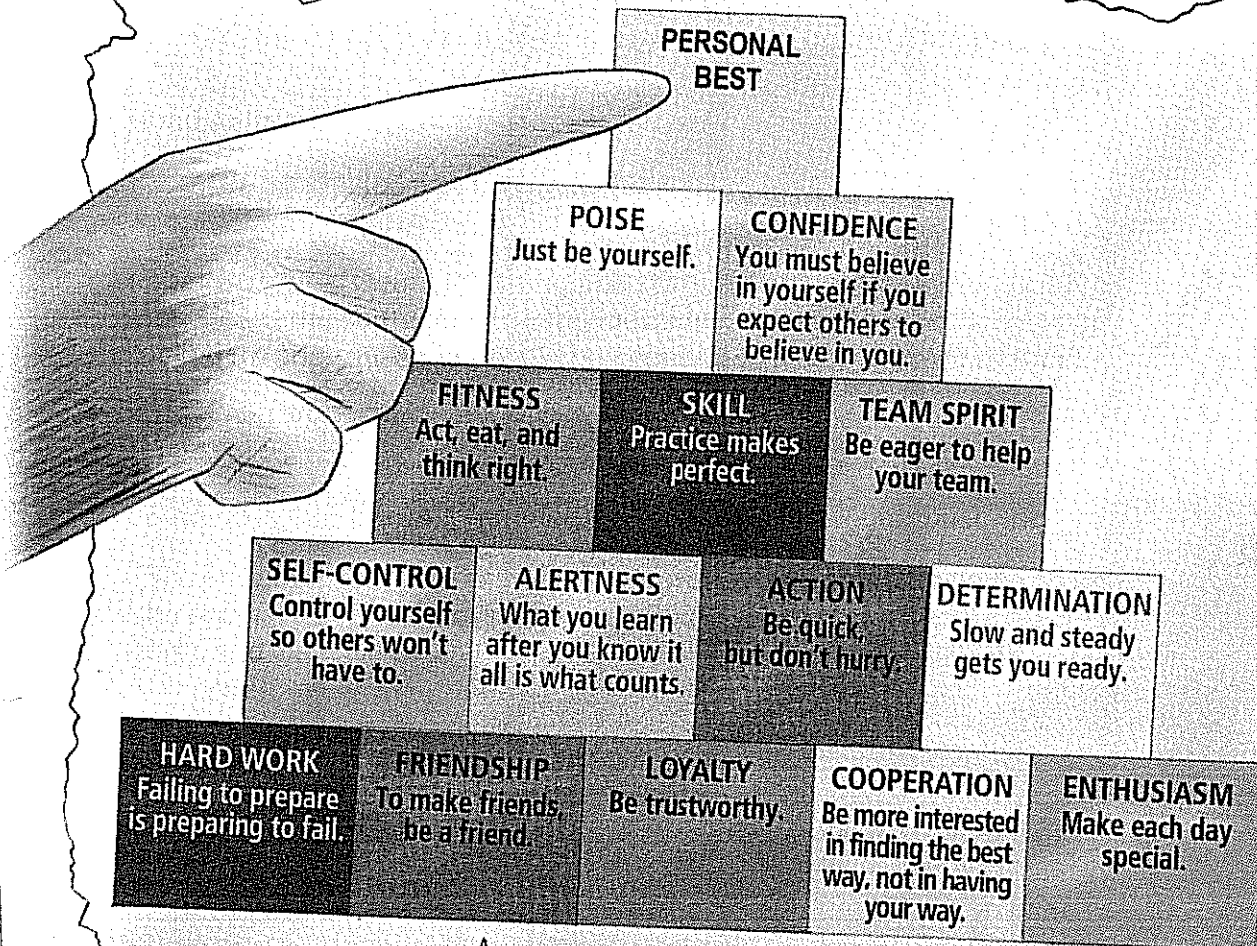 PERSONAL
BEST
POISE
Just be yourself.
CONFIDENCE
You must believe
in yourself if you
expect others to
believe in you.
FITNESS
Act, eat, and
think right.
SKILL
Practice makes
perfect.
TEAM SPIRIT
Be eager to help
your team.
SELF-CONTROL
Control yourself
so others won't
have to.
ALERTNESS
What you learn
after you know it
all is what counts.
ACTION
Be quick,
but don't hurry.
DETERMINATION
Slow and steady
gets you ready.
HARD WORK
Failing to prepare
is preparing to fail.
FRIENDSHIP
To make friends,
be a friend.
LOYALTY
Be trustworthy.
COOPERATION
Be more interested
in finding the best
way, not in having
your way.
ENTHUSIASM
Make each day
special.